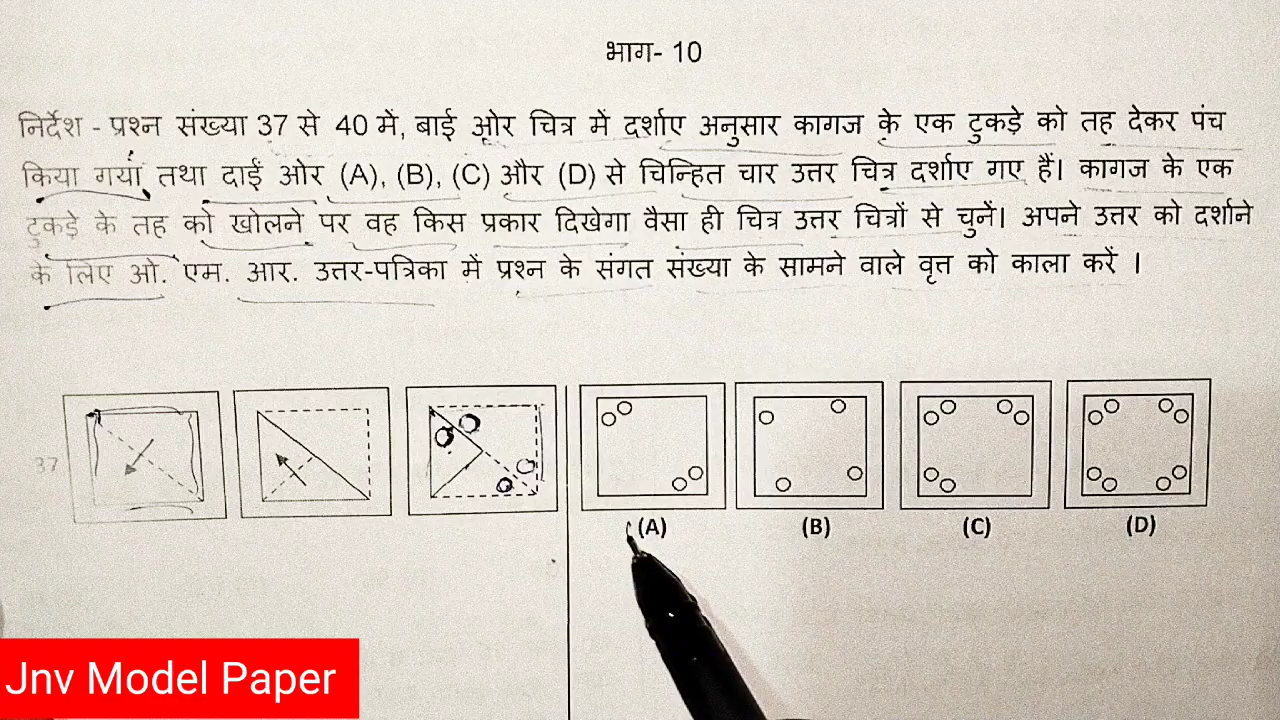 भाग- 10
निर्देश - प्रश्न संख्या 37 से 40 में, बाई ओर चित्र में दर्शाए अनुसार कागज के एक टुकड़े को तह देकर पंच
किया गया तथा दाईं ओर (A), (B), (C) और (D) से चिन्हित चार उत्तर चित्र दर्शाए गए हैं। कागज के एक
टुकड़े के तह को खोलने पर वह किस प्रकार दिखेगा वैसा ही चित्र उत्तर चित्रों से चुनें। अपने उत्तर को दर्शाने
के लिए ओ. एम. आर. उत्तर-पत्रिका में प्रश्न के संगत संख्या के सामने वाले वृत्त को काला करें ।
37
(A) (B) (C) (D)
Jnv Model Paper